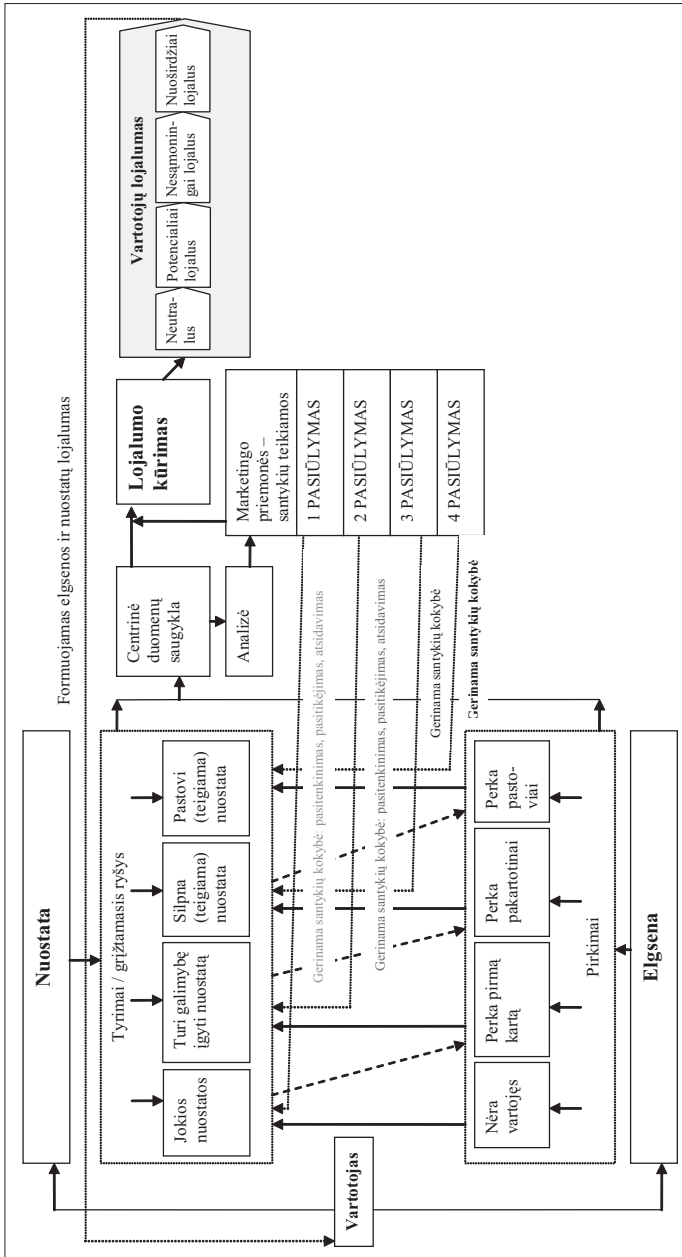 Formuojamas elgsenos ir nuostatų lojalumas
Vartotojas
Nuostata
Tyrimai / grįžtamasis ryšys
Jokios
nuostatos
Turi galimybę
įgyti nuostatą
Silpna
(teigiama)
nuostata
Pastovi
(teigiama)
nuostata
Gerinama santykių kokybė: pasitenkinimas, pasitikėjimas, atsidavimas
Gerinama santykių kokybė: pasitenkinimas, pasitikėjimas, atsidavimas
Gerinama santykių kokybė
Gerinama santykių kokybė
Nėra
vartojęs
Perka pirmą
kartą
Perka
pakartotinai
Perka
pasto-
viai
Pirkimai
Elgsena
Centrinė
duomenų
saugykla
Analizė
Lojalumo
kūrimas
Marketingo
priemonės –
santykių teikiamos
1 PASIŪLYMAS
2 PASIŪLYMAS
3 PASIŪLYMAS
4 PASIŪLYMAS
Vartotojų lojalumas
Neutra-
lus
Potencialiai
lojalus
Nesąmonin-
gai lojalus
Nuoširdžiai
lojalus